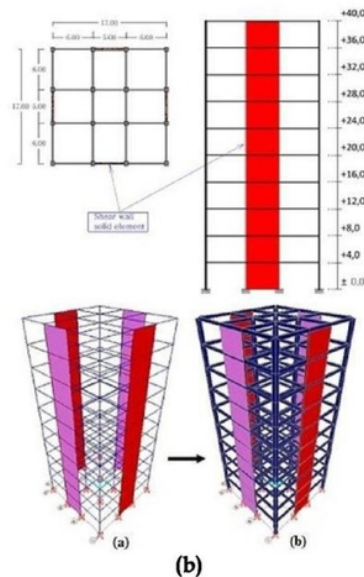 17.00
6.00 5.00 6.00
17.00
6.00
5.00
6.00
Shear wall
solid element
+40,0
+36,0
+32,0
+28,0
+24,0
+20,0
+16,0
+12,0
+8,0
+4,0
± 0,0
(a)
(b)
(b)